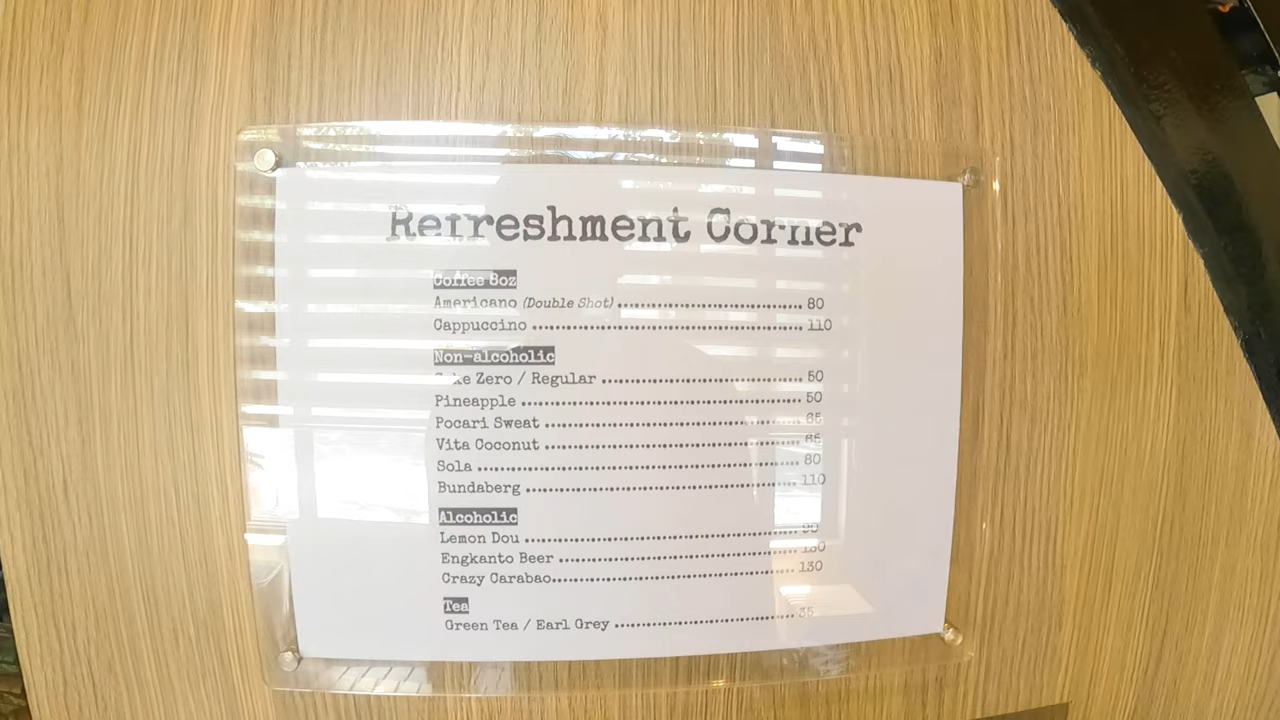 Refreshment Corner
Coffee 8oz
Americano (Double Shot) ........................ 80
Cappuccino ........................ 110
Non-alcoholic
Coke Zero / Regular ........................ 50
Pineapple ........................ 50
Pocari Sweat ........................ 65
Vita Coconut ........................ 65
Sola ........................ 80
Bundaberg ........................ 110
Alcoholic
Lemon Dou ........................ 90
Engkanto Beer ........................ 130
Crazy Carabao........................ 130
Tea
Green Tea / Earl Grey ........................ 35